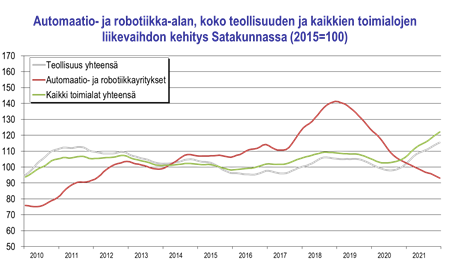 Automaatio- ja robotiikka-alan, koko teollisuuden ja kaikkien toimialojen
liikevaihdon kehitys Satakunnassa (2015=100)
170
160
150
140
130
120
110
100
90
80
70
60
50
Teollisuus yhteensä
Automaatio- ja robotiikkayritykset
Kaikki toimialat yhteensä
2010 2011 2012 2013 2014 2015 2016 2017 2018 2019 2020 2021